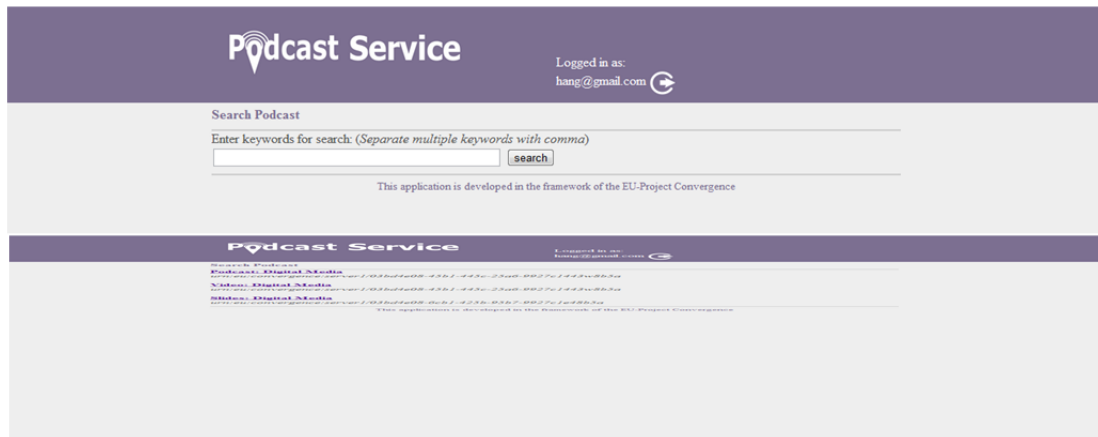 Podcast Service
Logged in as:
hang@gmail.com
Search Podcast
Enter keywords for search: (Separate multiple keywords with comma)
search
This application is developed in the framework of the EU-Project Convergence
Podcast Service
Logged in as:
hang@gmail.com
Search Podcast
Podcast: Digital Media
Video: Digital Media
Slides: Digital Media
This application is developed in the framework of the EU-Project Convergence